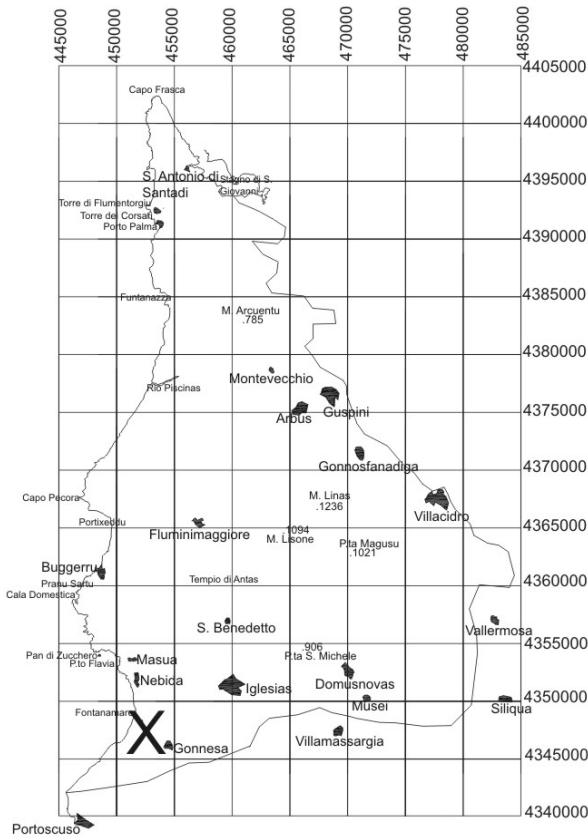 445000 450000 455000 460000 465000 470000 475000 480000 485000
4405000
Capo Frasca
4400000
S. Antonio di
Santadi
Stagno di S.
Giovanni
4395000
Torre di Flumentorgiu
Torre dei Corsari
Porto Palma
4390000
Funtanazza
4385000
M. Arcuentu
.785
4380000
Montevecchio
Rio Piscinas
Arbus
Guspini
4375000
Gonnosfanadiga
4370000
Capo Pecora
M. Linas
.1236
Villacidro
Portixeddu
Fluminimaggiore
.1094
M. Lisone
4365000
P.ta Magusu
.1021
Buggerru
Pranu Sartu
Cala Domestica
Tempio di Antas
4360000
S. Benedetto
Vallermosa
4355000
Pan di Zucchero
P.to Flavia
Masua
.906
P.ta S. Michele
Nebida
Iglesias
Domusnovas
Musei
Siliqua
4350000
Fontanamare
X
Gonnesa
Villamassargia
4345000
4340000
Portoscuso